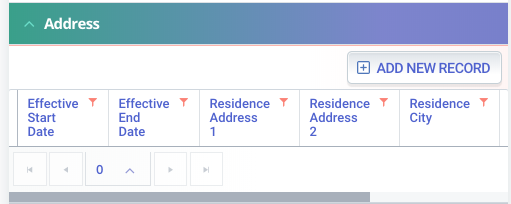 Address
ADD NEW RECORD
Effective Start Date
Effective End Date
Residence Address 1
Residence Address 2
Residence City
0